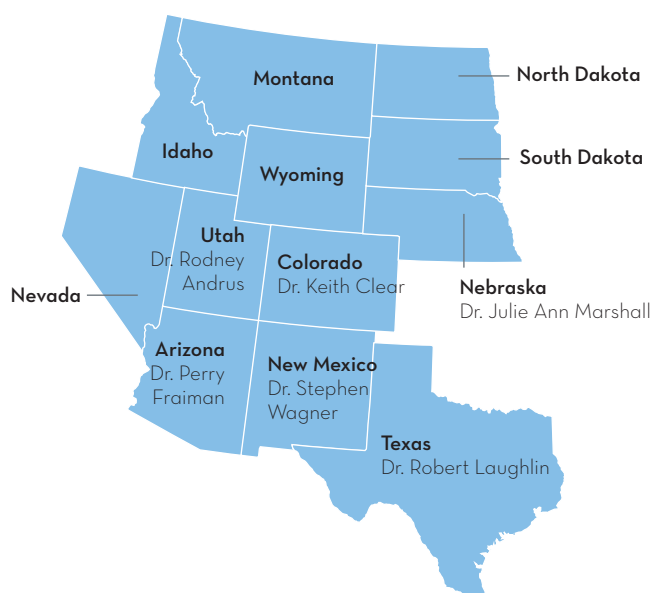 Montana
North Dakota
Idaho
South Dakota
Wyoming
Utah
Dr. Rodney
Andrus
Colorado
Dr. Keith Clear
Nevada
Nebraska
Dr. Julie Ann Marshall
Arizona
Dr. Perry
Fraiman
New Mexico
Dr. Stephen
Wagner
Texas
Dr. Robert Laughlin